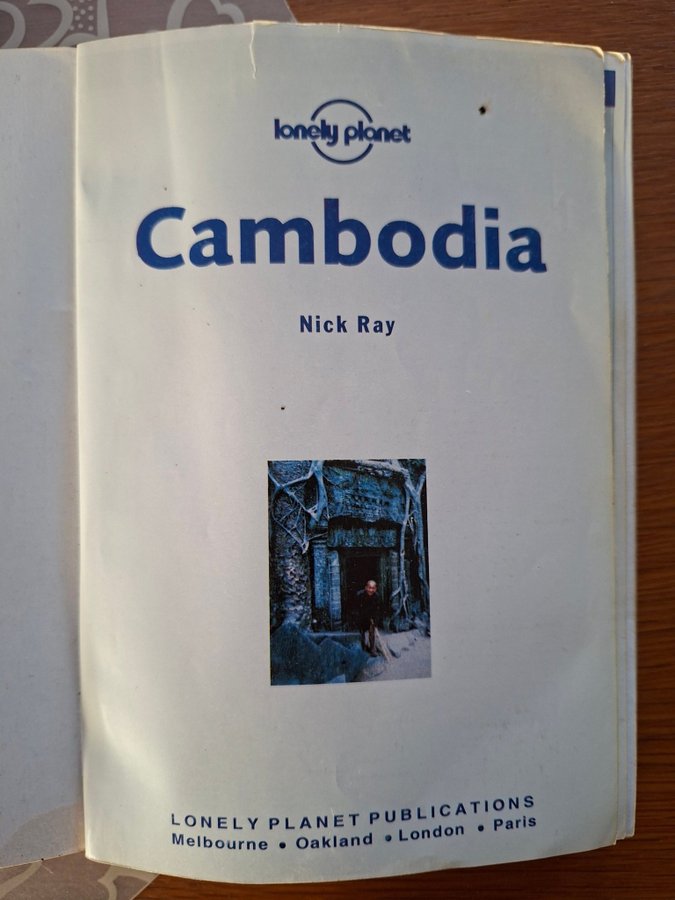 lonely planet
Cambodia
Nick Ray
LONELY PLANET PUBLICATIONS
Melbourne • Oakland • London • Paris